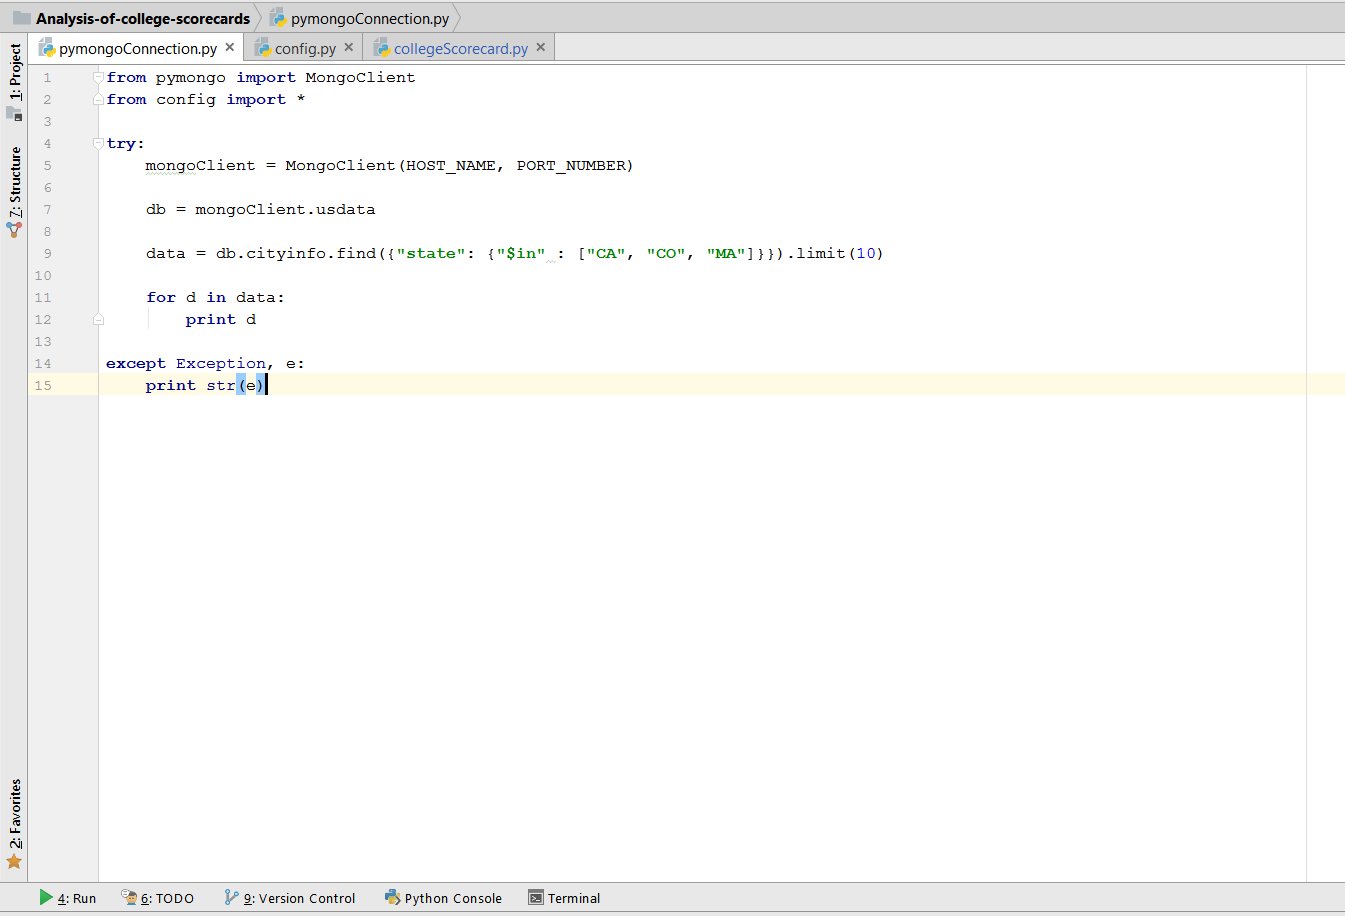 Analysis-of-college-scorecards pymongoConnection.py
pymongoConnection.py config.py collegeScorecard.py
1: Project
7: Structure
2: Favorites
1 from pymongo import MongoClient
2 from config import *
3
4 try:
5     mongoClient = MongoClient(HOST_NAME, PORT_NUMBER)
6
7     db = mongoClient.usdata
8
9     data = db.cityinfo.find({"state": {"$in" : ["CA", "CO", "MA"]}}).limit(10)
10
11     for d in data:
12         print d
13
14 except Exception, e:
15     print str(e)
4: Run 6: TODO 9: Version Control Python Console Terminal